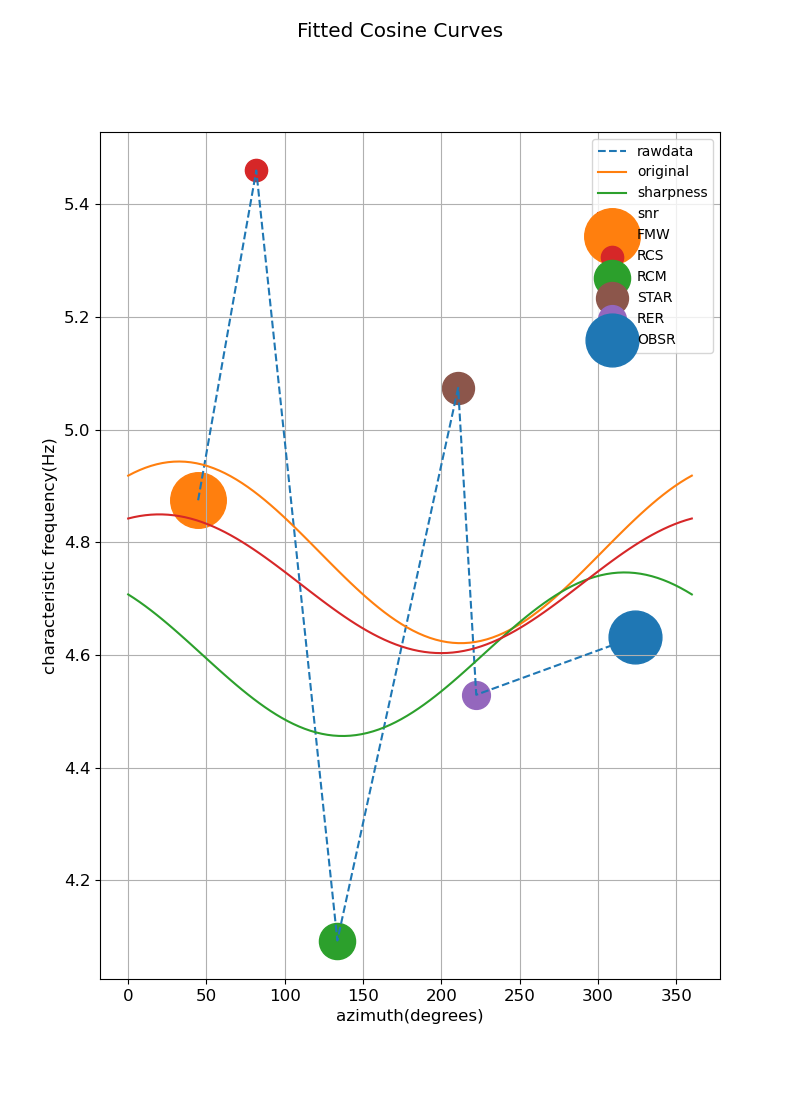 Fitted Cosine Curves
characteristic frequency(Hz)
5.4
5.2
5.0
4.8
4.6
4.4
4.2
rawdata
original
sharpness
snr
FMW
RCS
RCM
STAR
RER
OBSR
0 50 100 150 200 250 300 350
azimuth(degrees)